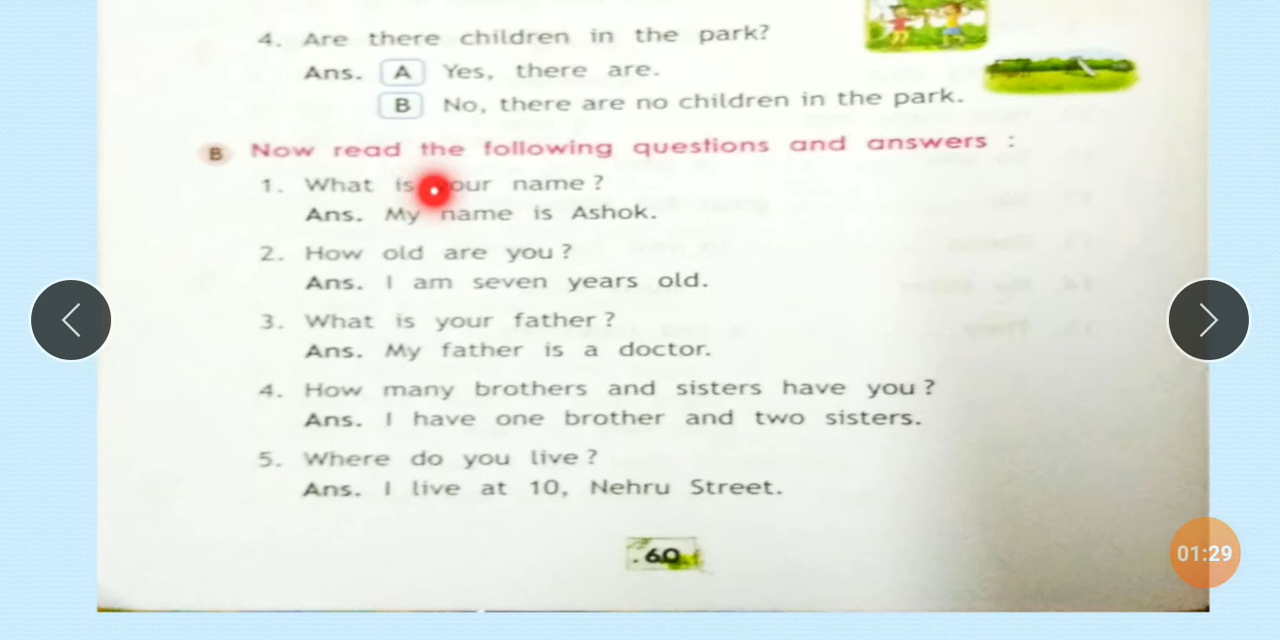 4. Are there children in the park?
Ans. A Yes, there are.
B No, there are no children in the park.
B Now read the following questions and answers :
1. What is our name ?
Ans. My name is Ashok.
2. How old are you ?
Ans. I am seven years old.
3. What is your father ?
Ans. My father is a doctor.
4. How many brothers and sisters have you ?
Ans. I have one brother and two sisters.
5. Where do you live ?
Ans. I live at 10, Nehru Street.
60
01:29